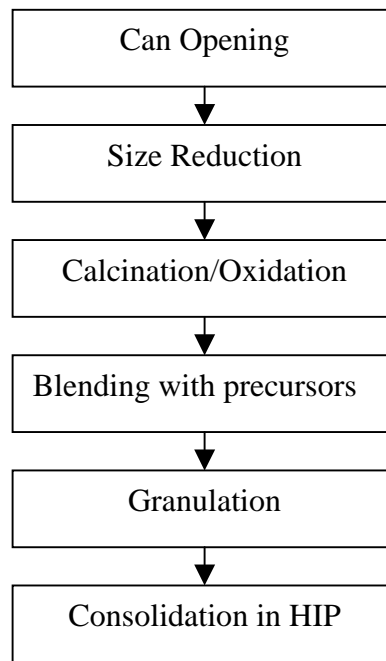 Can Opening
Size Reduction
Calcination/Oxidation
Blending with precursors
Granulation
Consolidation in HIP